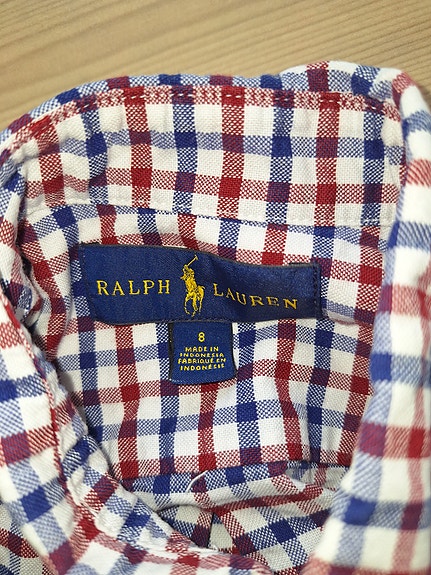 RALPH LAUREN
8
MADE IN
INDONESIA
FABRIQUÉ EN
INDONÉSIE